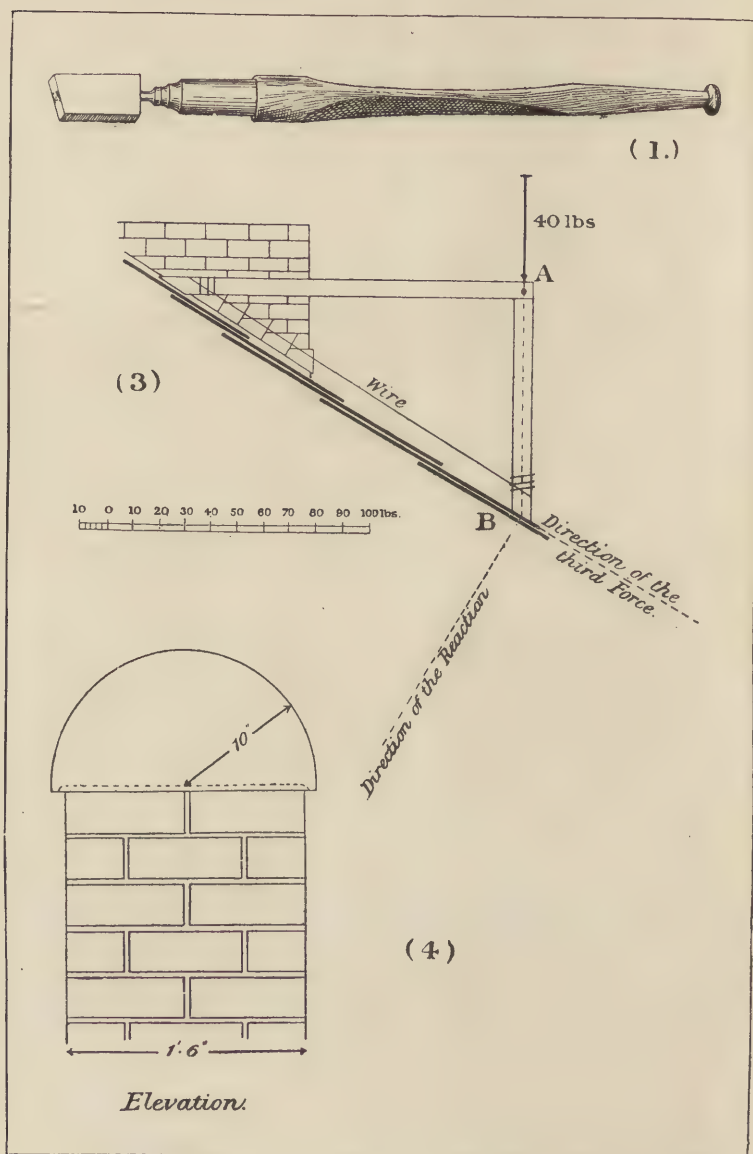 (1.)
40 lbs
A
(3)
Wire
10 0 10 20 30 40 50 60 70 80 90 100 lbs.
B
Direction of the
third Force.
Direction of the Reaction
10"
(4)
1'. 6"
Elevation.